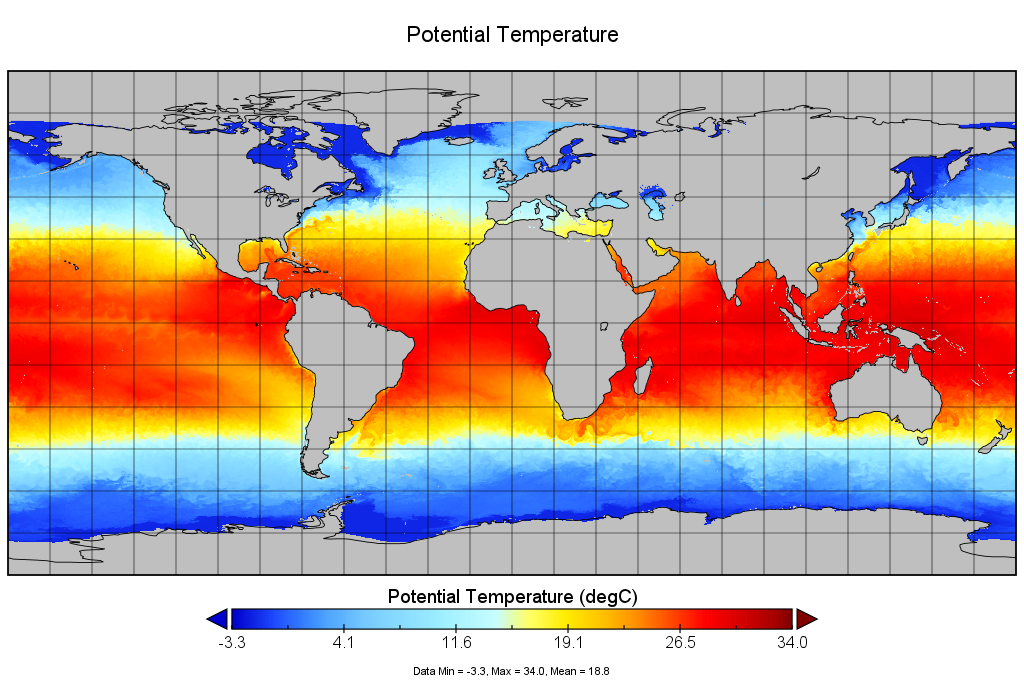 Potential Temperature
Potential Temperature (degC)
-3.3 4.1 11.6 19.1 26.5 34.0
Data Min = -3.3, Max = 34.0, Mean = 18.8